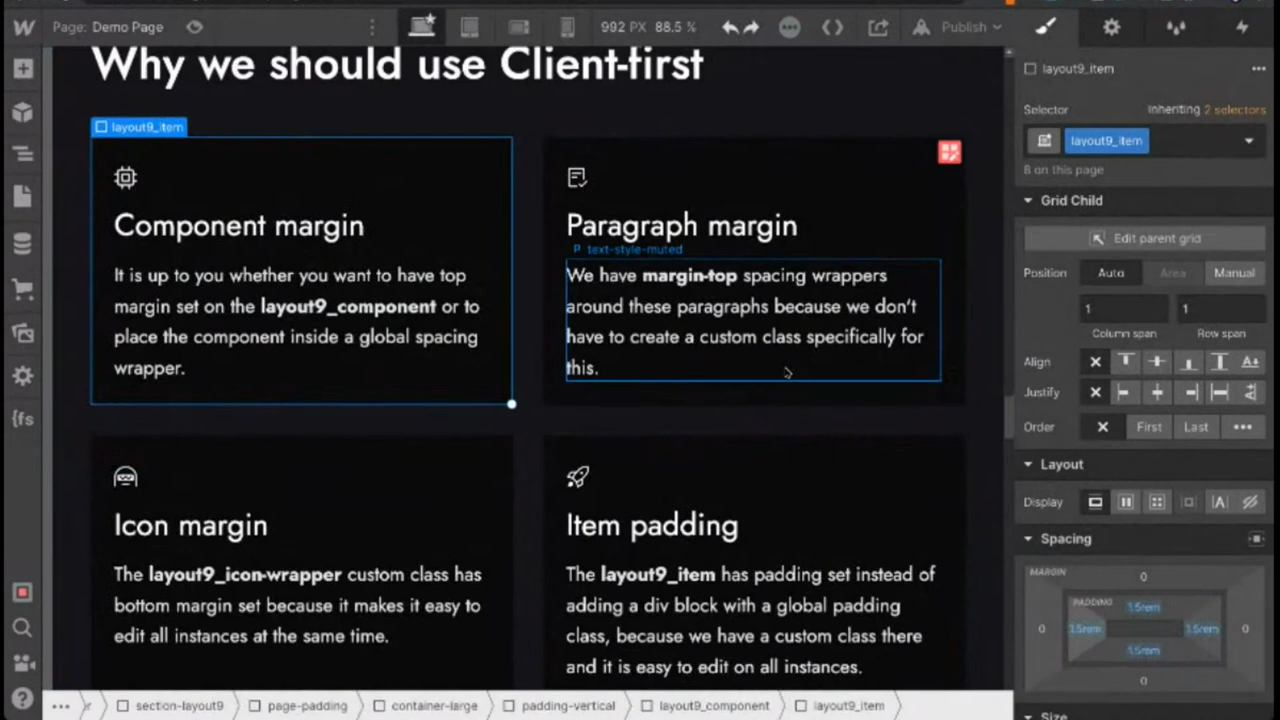 Page: Demo Page
992 PX 88.5 %
Publish
Why we should use Client-first
layout9_item
Component margin
It is up to you whether you want to have top
margin set on the layout9_component or to
place the component inside a global spacing
wrapper.
Paragraph margin
P text-style-muted
We have margin-top spacing wrappers
around these paragraphs because we don't
have to create a custom class specifically for
this.
Icon margin
The layout9_icon-wrapper custom class has
bottom margin set because it makes it easy to
edit all instances at the same time.
Item padding
The layout9_item has padding set instead of
adding a div block with a global padding
class, because we have a custom class there
and it is easy to edit on all instances.
section-layout9
page-padding
container-large
padding-vertical
layout9_component
layout9_item
layout9_item
Selector
Inheriting 2 selectors
layout9_item
8 on this page
Grid Child
Edit parent grid
Position
Auto
Area
Manual
1
1
Column span
Row span
Align
Justify
Order
First
Last
Layout
Display
Spacing
MARGIN
0
PADDING
1.5rem
0
1.5rem
1.5rem
0
1.5rem
0
Size